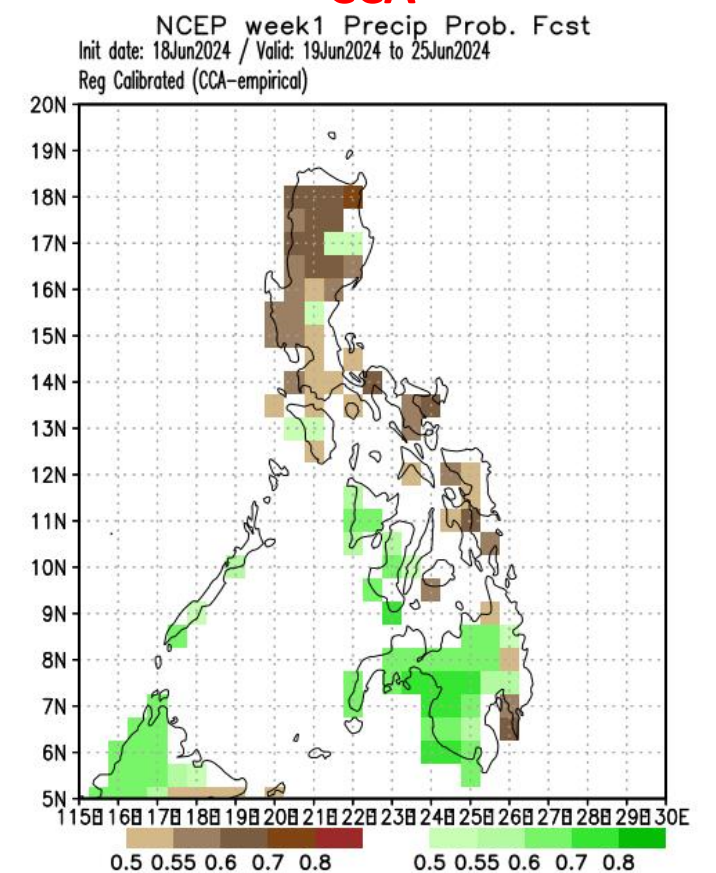 CCA
NCEP week1 Precip Prob. Fcst
Init date: 18Jun2024 / Valid: 19Jun2024 to 25Jun2024
Reg Calibrated (CCA-empirical)
20N
19N
18N
17N
16N
15N
14N
13N
12N
11N
10N
9N
8N
7N
6N
5N
115E 116E 117E 118E 119E 120E 121E 122E 123E 124E 125E 126E 127E 128E 129E 130E
0.5 0.55 0.6 0.7 0.8 0.5 0.55 0.6 0.7 0.8